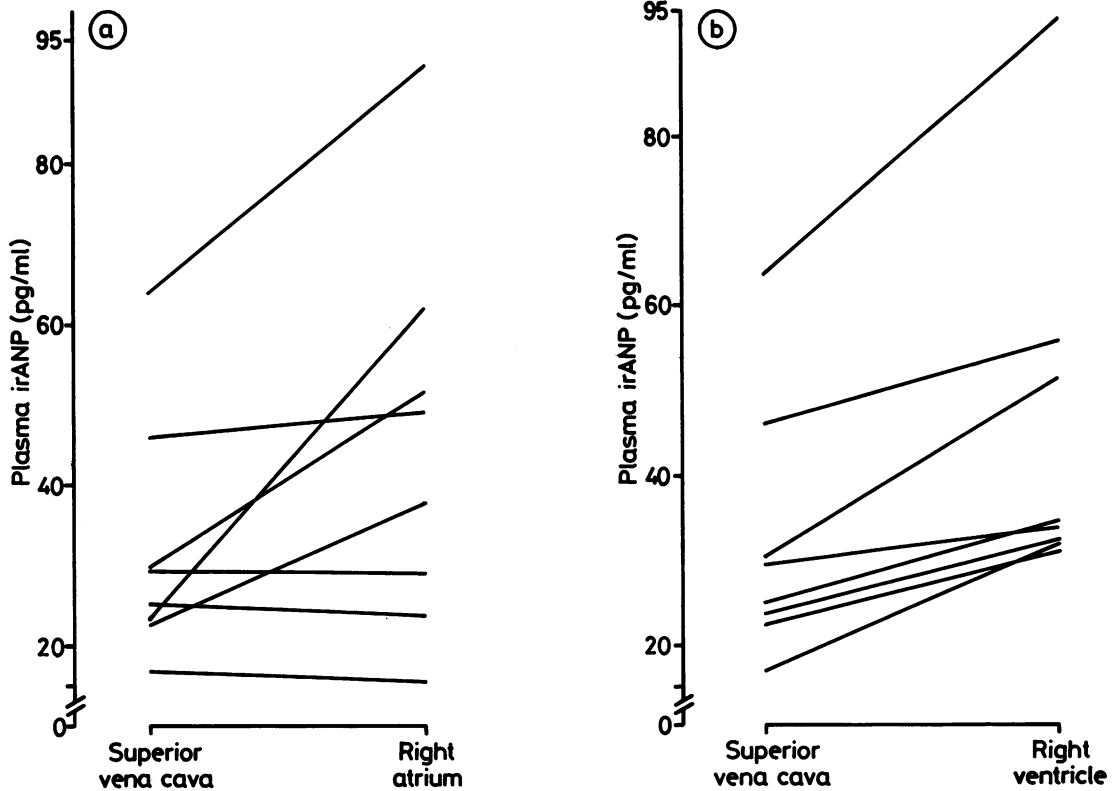 a
95
80
60
40
20
0
Plasma irANP (pg/ml)
Superior
vena cava
Right
atrium
b
95
80
60
40
20
0
Plasma irANP (pg/ml)
Superior
vena cava
Right
ventricle